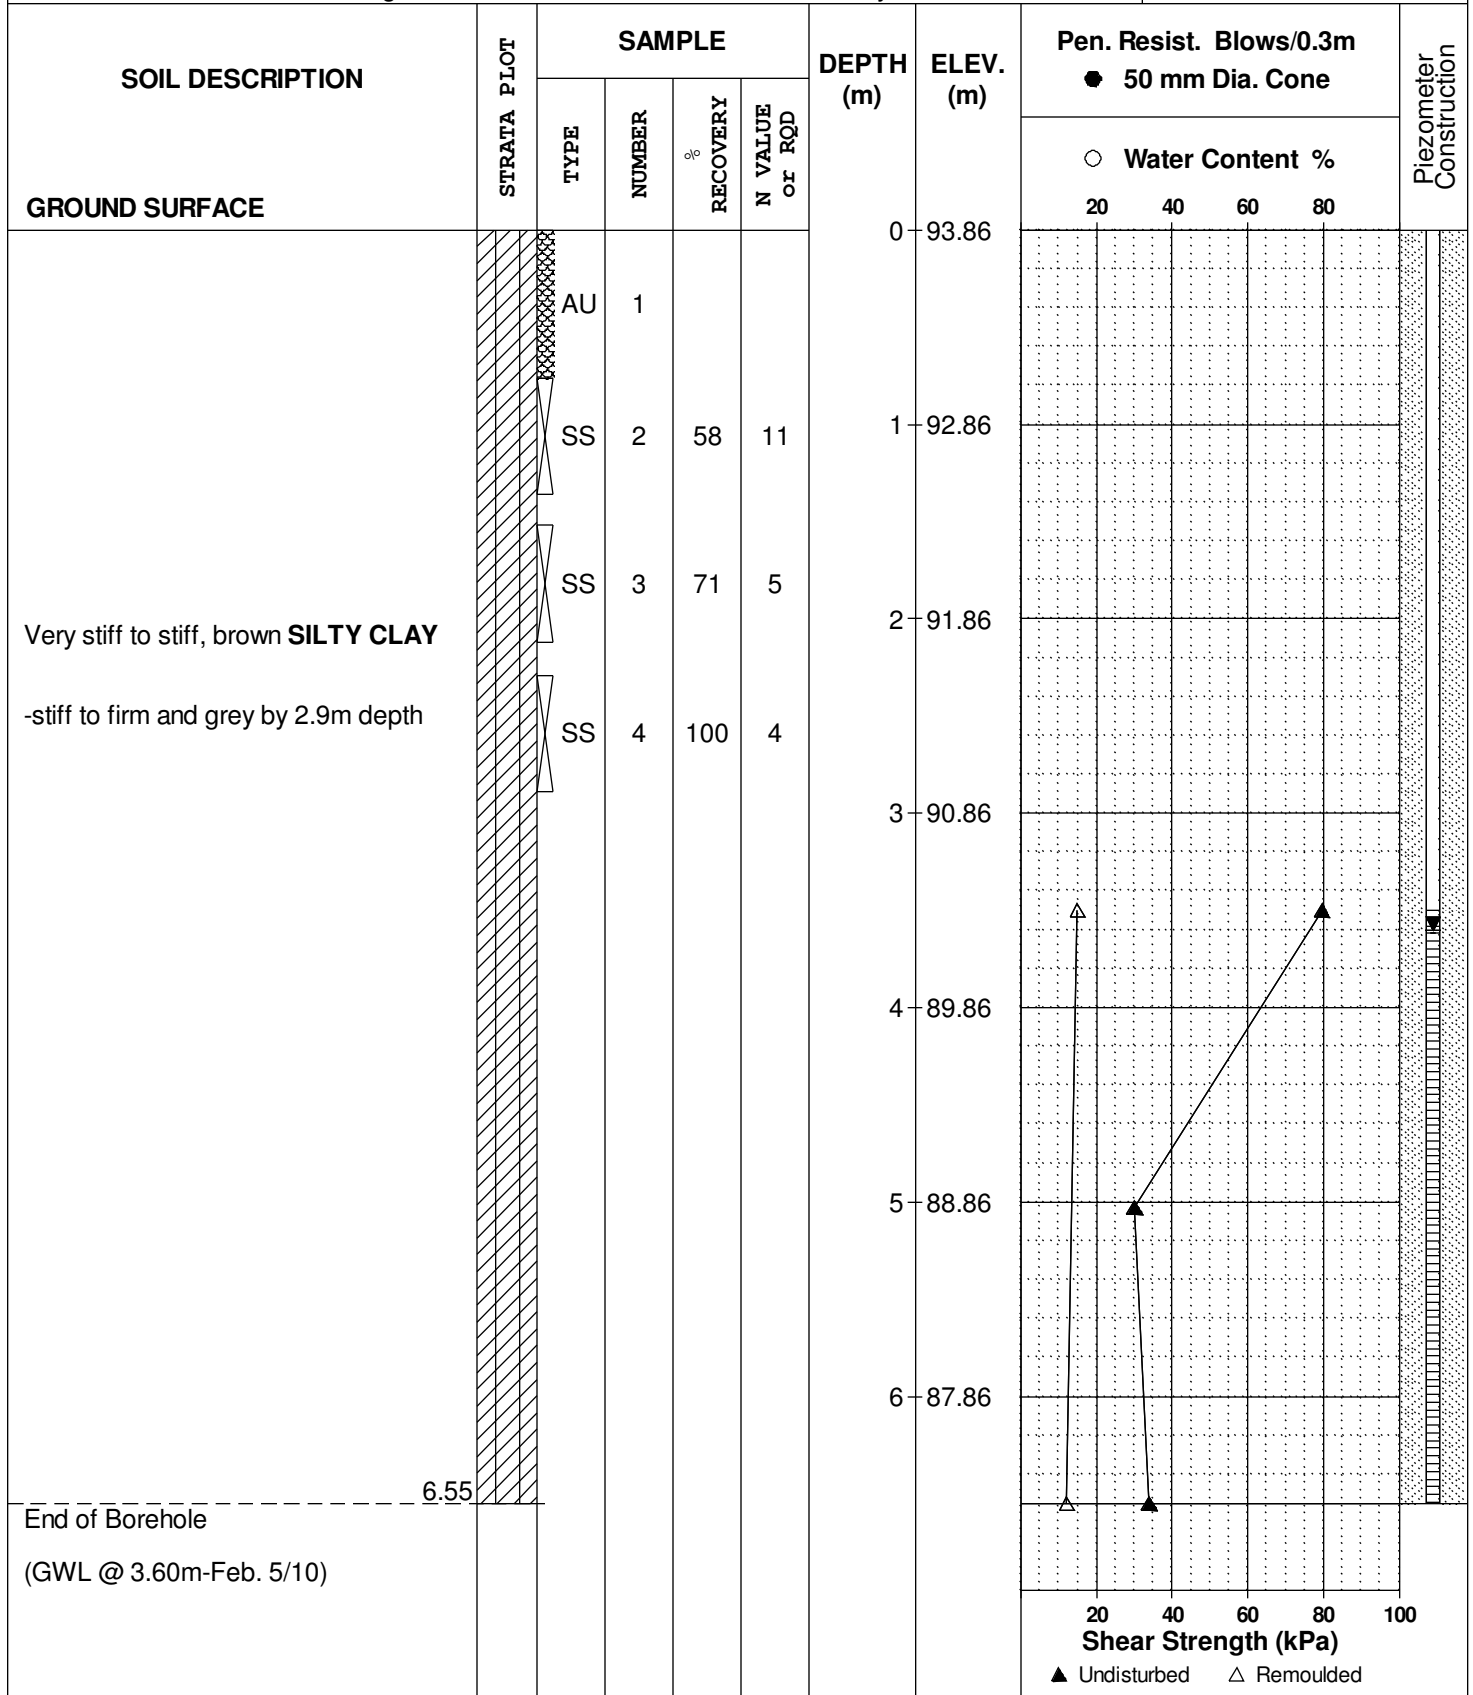 SOIL DESCRIPTION
GROUND SURFACE
STRATA PLOT
SAMPLE
TYPE
NUMBER
% RECOVERY
N VALUE or RQD
DEPTH (m)
ELEV. (m)
Pen. Resist. Blows/0.3m
● 50 mm Dia. Cone
○ Water Content %
20 40 60 80
Piezometer Construction
0 93.86
AU 1
SS 2 58 11
1 92.86
SS 3 71 5
2 91.86
Very stiff to stiff, brown SILTY CLAY
-stiff to firm and grey by 2.9m depth
SS 4 100 4
3 90.86
4 89.86
5 88.86
6 87.86
6.55
End of Borehole
(GWL @ 3.60m-Feb. 5/10)
20 40 60 80 100
Shear Strength (kPa)
▲ Undisturbed △ Remoulded